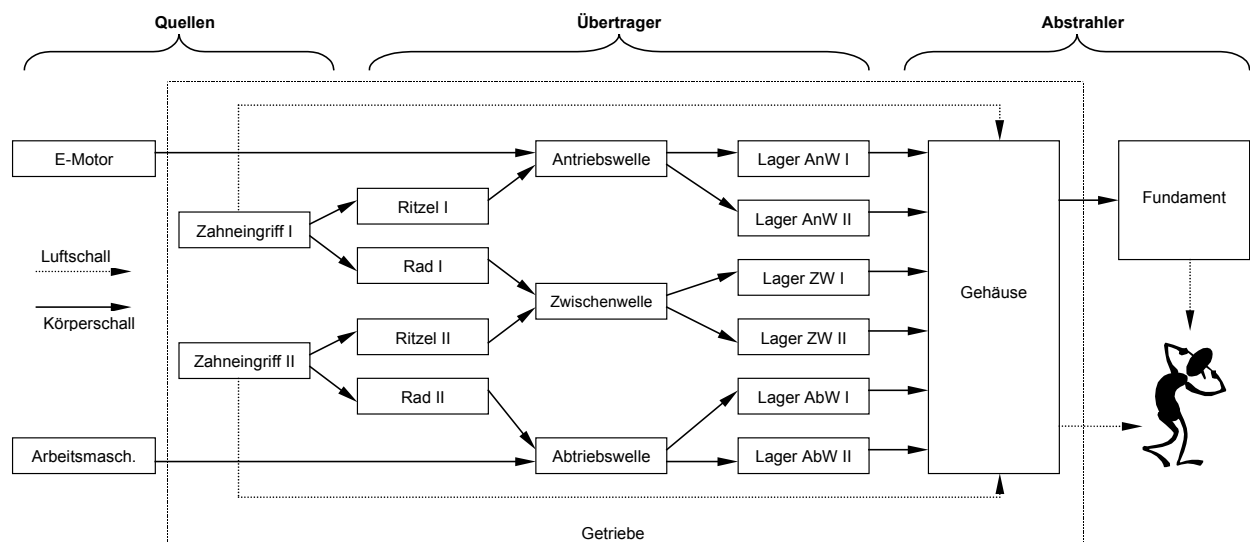 Quellen
Übertrager
Abstrahler
E-Motor
Antriebswelle
Lager AnW I
Ritzel I
Lager AnW II
Fundament
Zahneingriff I
Luftschall
Rad I
Lager ZW I
Zwischenwelle
Gehäuse
Körperschall
Ritzel II
Lager ZW II
Zahneingriff II
Rad II
Lager AbW I
Arbeitsmasch.
Abtriebswelle
Lager AbW II
Getriebe